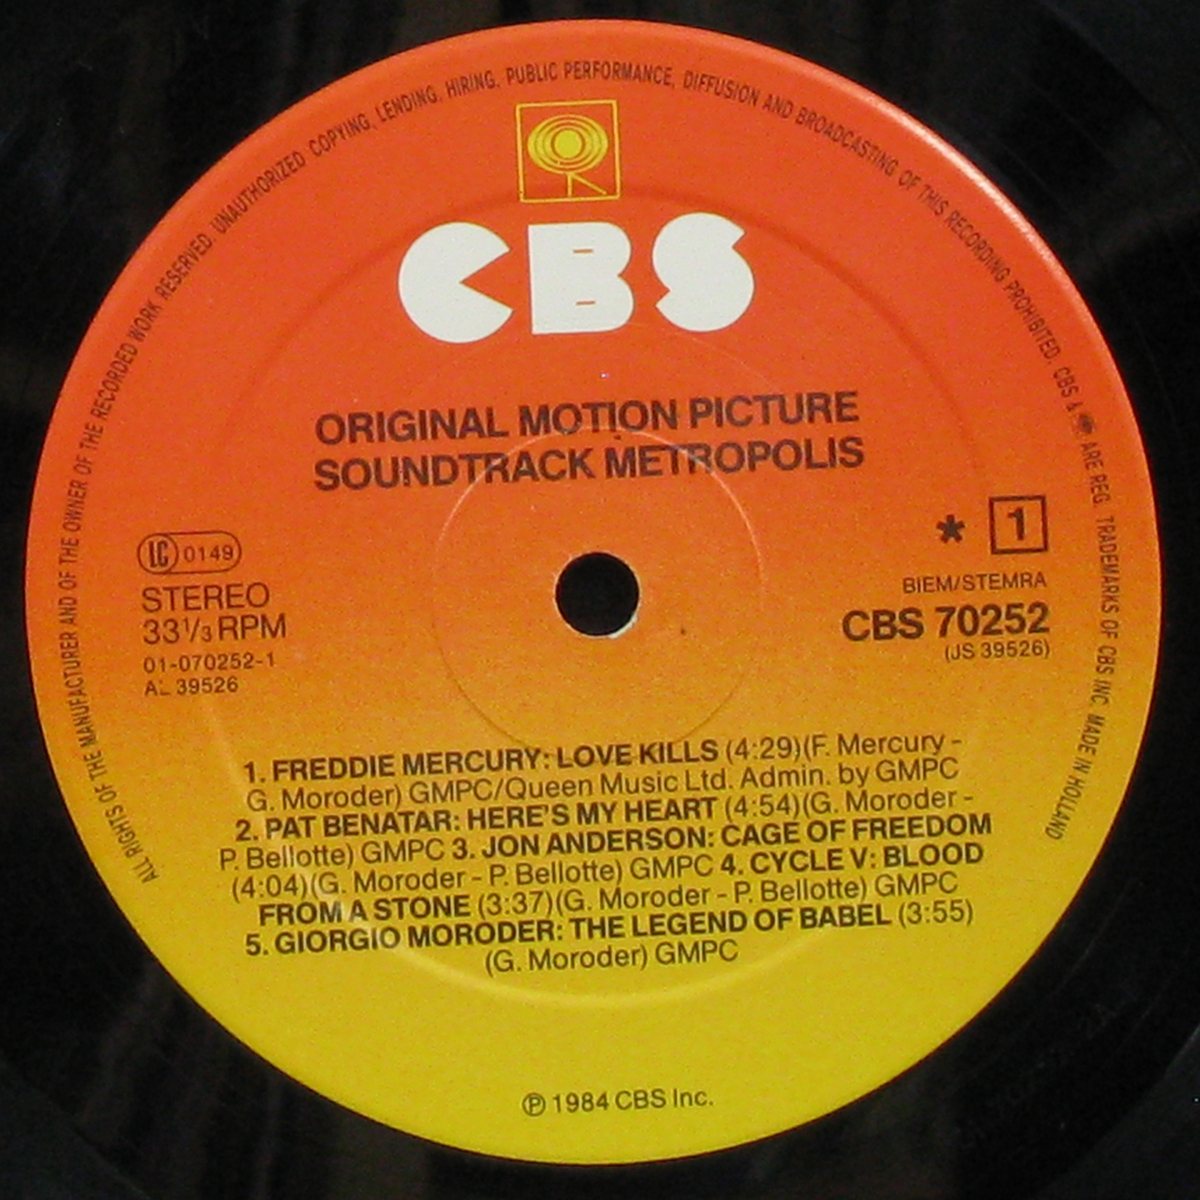 ALL RIGHTS OF THE MANUFACTURER AND OF THE OWNER OF THE RECORDED WORK RESERVED. UNAUTHORIZED COPYING, LENDING, HIRING, PUBLIC PERFORMANCE, DIFFUSION AND BROADCASTING OF THIS RECORDING PROHIBITED. CBS & ARE REG. TRADEMARKS OF CBS INC. MADE IN HOLLAND
CBS
ORIGINAL MOTION PICTURE
SOUNDTRACK METROPOLIS
LC 0149
STEREO
33 1/3 RPM
01-070252-1
AL 39526
* 1
BIEM/STEMRA
CBS 70252
(JS 39526)
1. FREDDIE MERCURY: LOVE KILLS (4:29)(F. Mercury -
G. Moroder) GMPC/Queen Music Ltd. Admin. by GMPC
2. PAT BENATAR: HERE'S MY HEART (4:54)(G. Moroder -
P. Bellotte) GMPC 3. JON ANDERSON: CAGE OF FREEDOM
(4:04)(G. Moroder - P. Bellotte) GMPC 4. CYCLE V: BLOOD
FROM A STONE (3:37)(G. Moroder - P. Bellotte) GMPC
5. GIORGIO MORODER: THE LEGEND OF BABEL (3:55)
(G. Moroder) GMPC
℗ 1984 CBS Inc.